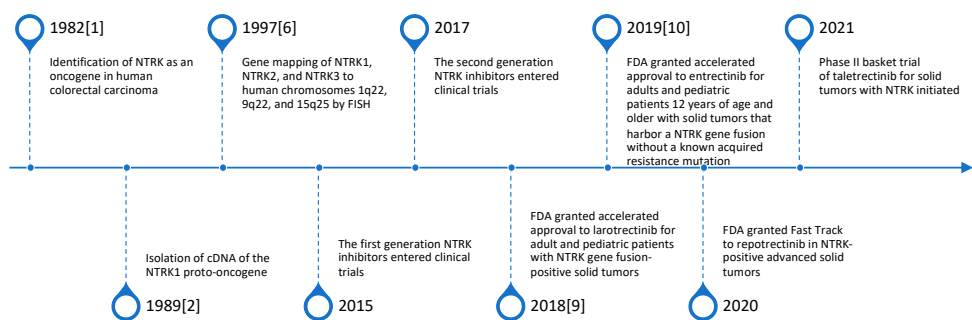 1982[1]
Identification of NTRK as an
oncogene in human
colorectal carcinoma
1997[6]
Gene mapping of NTRK1,
NTRK2, and NTRK3 to
human chromosomes 1q22,
9q22, and 15q25 by FISH
2017
The second generation
NTRK inhibitors entered
clinical trials
2019[10]
FDA granted accelerated
approval to entrectinib for
adults and pediatric
patients 12 years of age and
older with solid tumors that
harbor a NTRK gene fusion
without a known acquired
resistance mutation
2021
Phase II basket trial
of taletrectinib for solid
tumors with NTRK initiated
Isolation of cDNA of the
NTRK1 proto-oncogene
1989[2]
The first generation NTRK
inhibitors entered clinical
trials
2015
FDA granted accelerated
approval to larotrectinib for
adult and pediatric patients
with NTRK gene fusion-
positive solid tumors
2018[9]
FDA granted Fast Track
to repotrectinib in NTRK-
positive advanced solid
tumors
2020